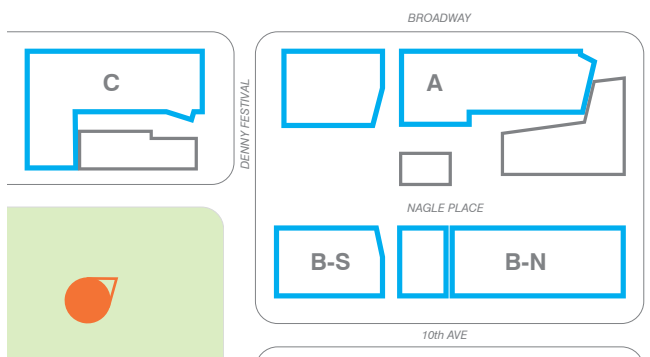 BROADWAY
C
A
DENNY FESTIVAL
NAGLE PLACE
B-S
B-N
10th AVE